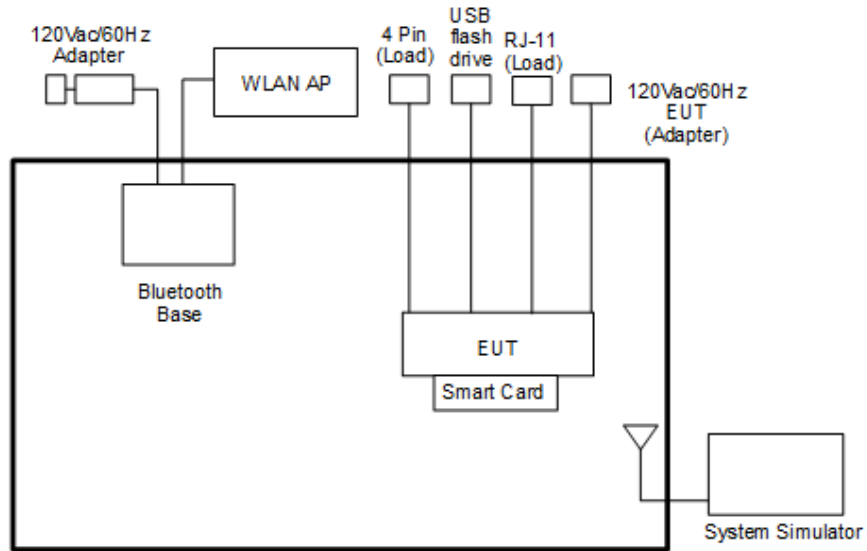 120Vac/60Hz
Adapter
WLAN AP
4 Pin
(Load)
USB
flash
drive
RJ-11
(Load)
120Vac/60Hz
EUT
(Adapter)
Bluetooth
Base
EUT
Smart Card
System Simulator